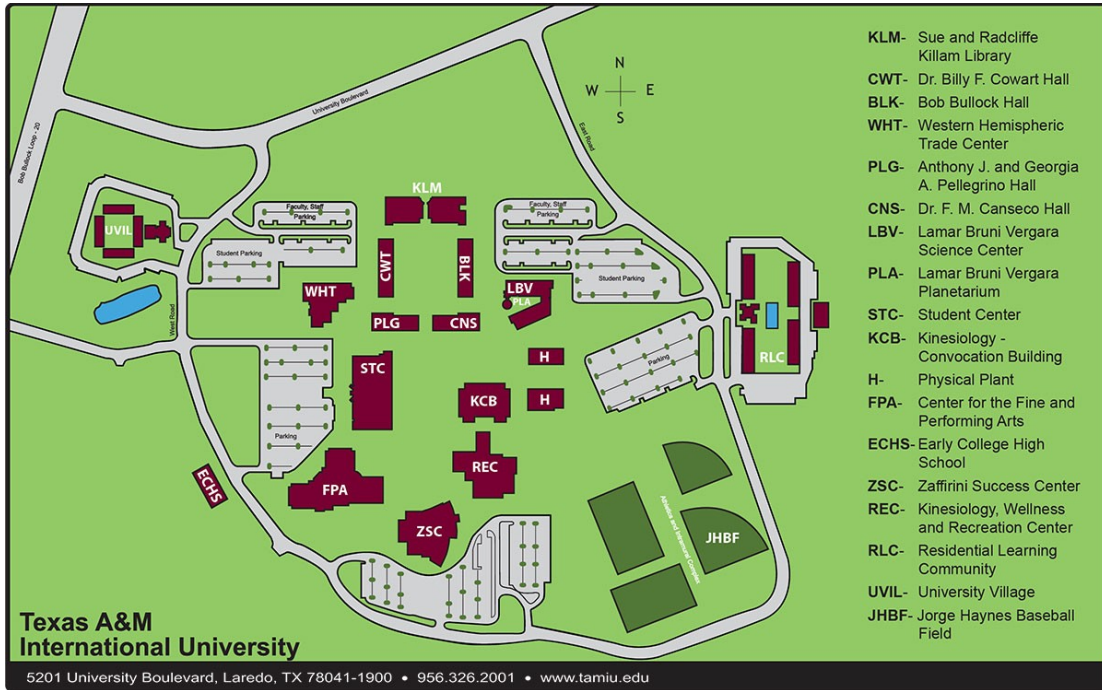 Bob Bullock Loop - 20
University Boulevard
East Road
N
W E
S
KLM
Faculty, Staff
Parking
Faculty, Staff
Parking
UVIL
Student Parking
CWT
BLK
Student Parking
WHT
LBV
PLA
West Road
PLG
CNS
RLC
STC
H
Parking
KCB
H
Parking
REC
ECHS
FPA
ZSC
Athletics and Intramural Complex
JHBF
KLM- Sue and Radcliffe
Killam Library
CWT- Dr. Billy F. Cowart Hall
BLK- Bob Bullock Hall
WHT- Western Hemispheric
Trade Center
PLG- Anthony J. and Georgia
A. Pellegrino Hall
CNS- Dr. F. M. Canseco Hall
LBV- Lamar Bruni Vergara
Science Center
PLA- Lamar Bruni Vergara
Planetarium
STC- Student Center
KCB- Kinesiology -
Convocation Building
H- Physical Plant
FPA- Center for the Fine and
Performing Arts
ECHS- Early College High
School
ZSC- Zaffirini Success Center
REC- Kinesiology, Wellness
and Recreation Center
RLC- Residential Learning
Community
UVIL- University Village
JHBF- Jorge Haynes Baseball
Field
Texas A&M
International University
5201 University Boulevard, Laredo, TX 78041-1900 • 956.326.2001 • www.tamiu.edu